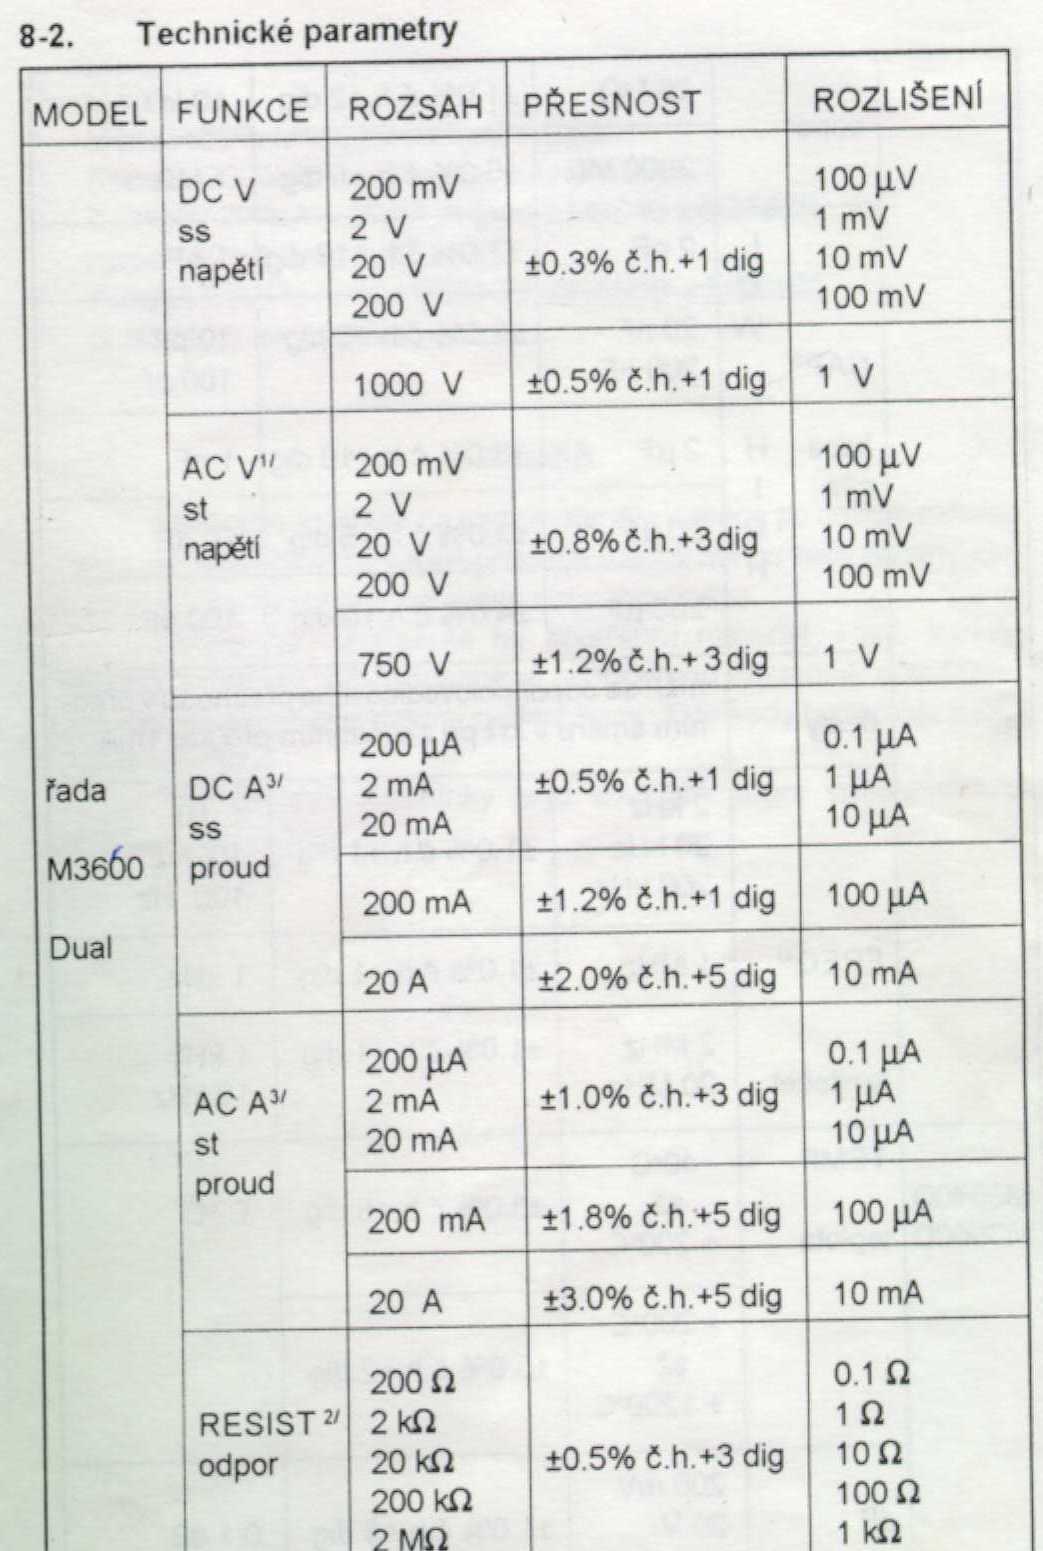 8-2. Technické parametry
MODEL FUNKCE ROZSAH PŘESNOST ROZLIŠENÍ
DC V 200 mV 100 µV
ss 2 V 1 mV
napětí 20 V ±0.3% č.h.+1 dig 10 mV
200 V 100 mV
1000 V ±0.5% č.h.+1 dig 1 V
AC V1/ 200 mV 100 µV
st 2 V 1 mV
napětí 20 V ±0.8% č.h.+3 dig 10 mV
200 V 100 mV
750 V ±1.2% č.h.+ 3 dig 1 V
200 µA 0.1 µA
řada DC A3/ 2 mA ±0.5% č.h.+1 dig 1 µA
ss 20 mA 10 µA
M3600 proud
200 mA ±1.2% č.h.+1 dig 100 µA
Dual
20 A ±2.0% č.h.+5 dig 10 mA
200 µA 0.1 µA
AC A3/ 2 mA ±1.0% č.h.+3 dig 1 µA
st 20 mA 10 µA
proud
200 mA ±1.8% č.h.+5 dig 100 µA
20 A ±3.0% č.h.+5 dig 10 mA
200 Ω 0.1 Ω
RESIST 2/ 2 kΩ 1 Ω
odpor 20 kΩ ±0.5% č.h.+3 dig 10 Ω
200 kΩ 100 Ω
2 MΩ 1 kΩ